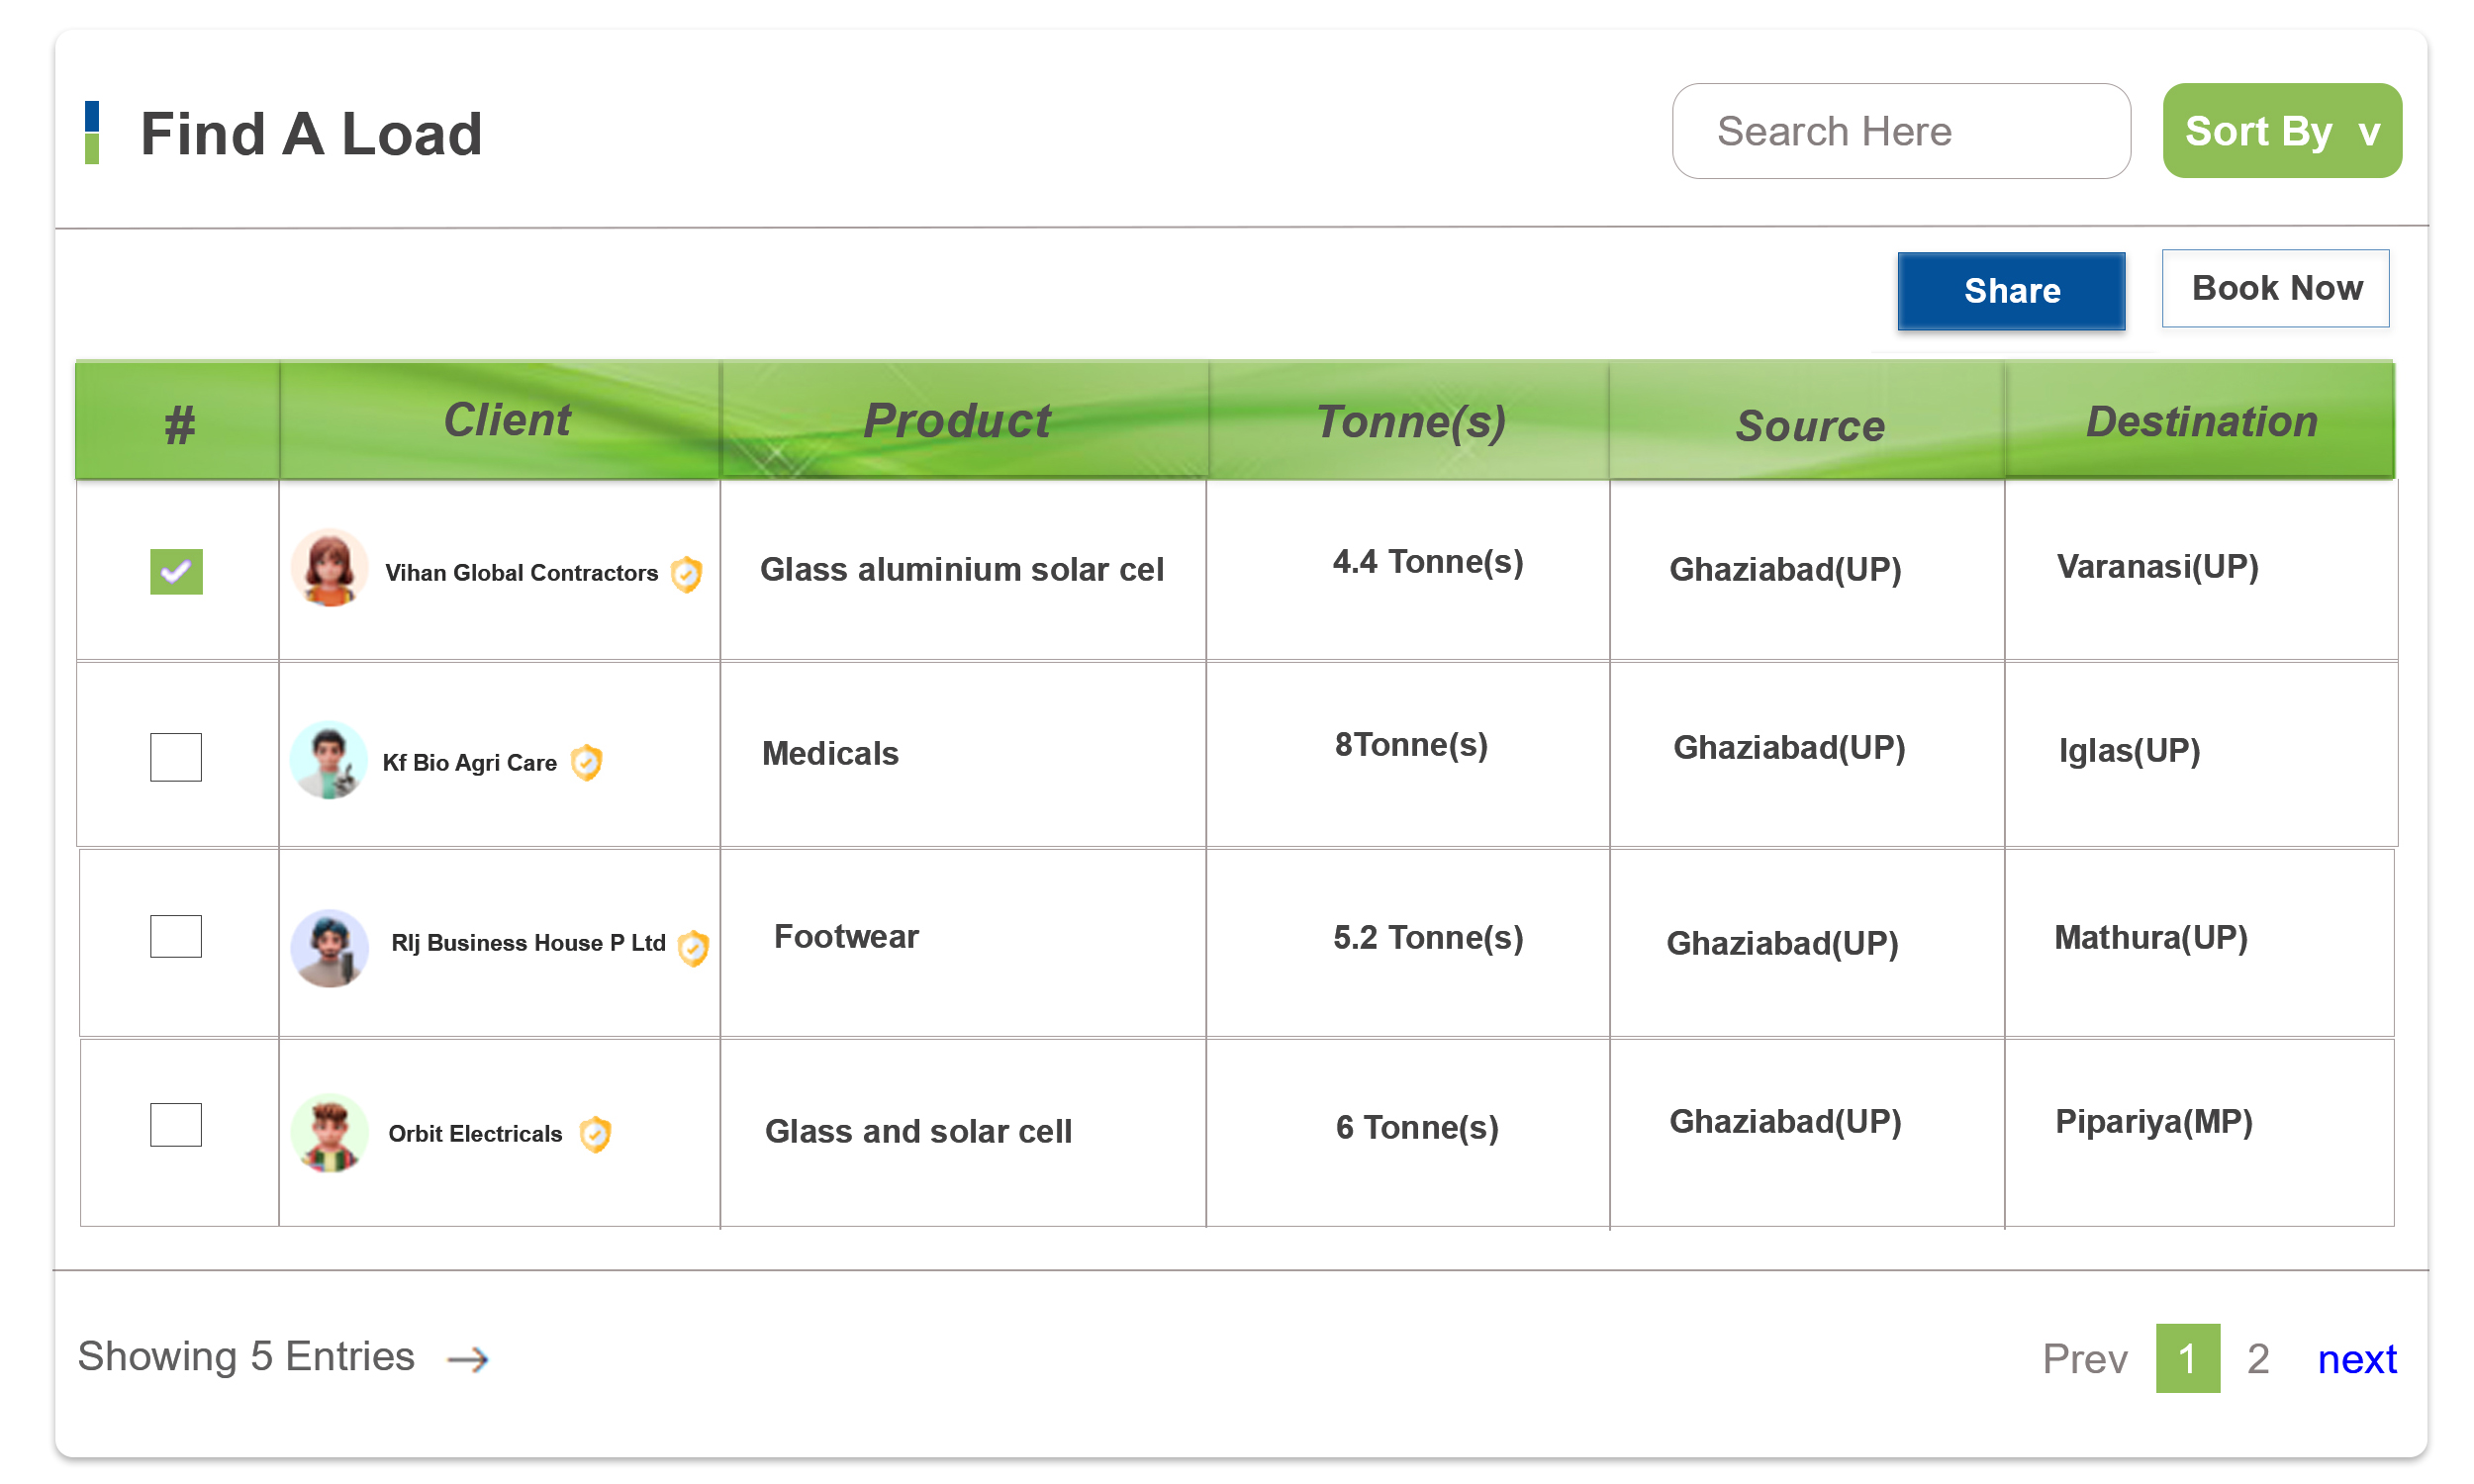 Find A Load
Search Here
Sort By v
Share
Book Now
# Client Product Tonne(s) Source Destination
Vihan Global Contractors Glass aluminium solar cel 4.4 Tonne(s) Ghaziabad(UP) Varanasi(UP)
Kf Bio Agri Care Medicals 8Tonne(s) Ghaziabad(UP) Iglas(UP)
Rlj Business House P Ltd Footwear 5.2 Tonne(s) Ghaziabad(UP) Mathura(UP)
Orbit Electricals Glass and solar cell 6 Tonne(s) Ghaziabad(UP) Pipariya(MP)
Showing 5 Entries →
Prev 1 2 next